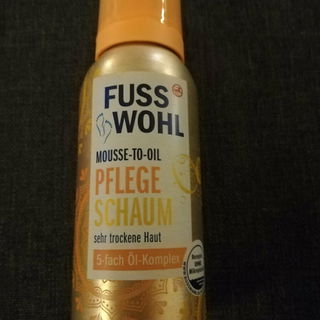 FUSS
WOHL
MOUSSE-TO-OIL
PFLEGE
SCHAUM
sehr trockene Haut
5-fach Öl-Komplex